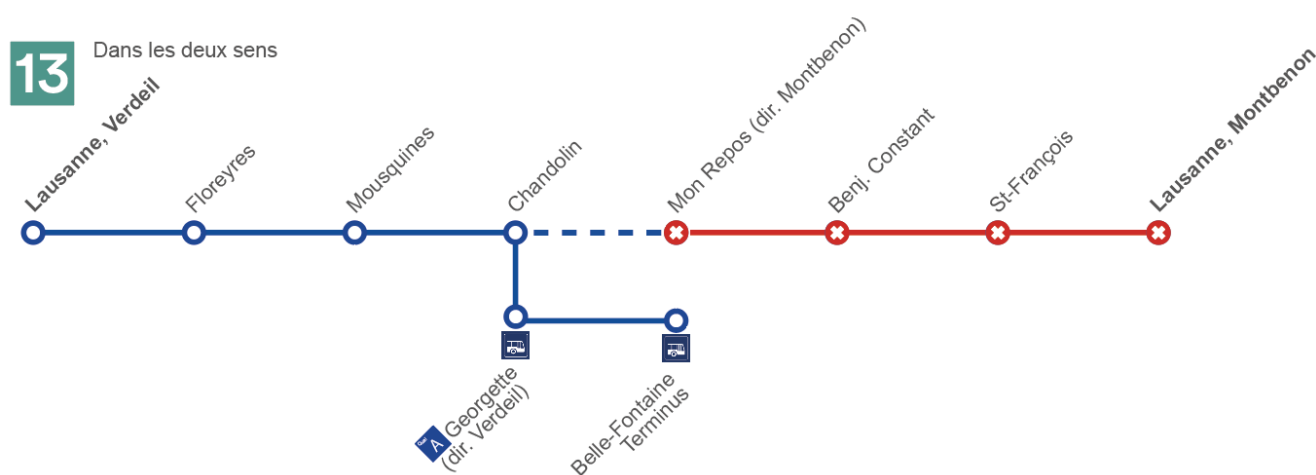 13
Dans les deux sens
Lausanne, Verdeil
Floreyres
Mousquines
Chandolin
Mon Repos (dir. Montbenon)
Benj. Constant
St-François
Lausanne, Montbenon
Quai
A
Georgette
(dir. Verdeil)
Belle-Fontaine
Terminus